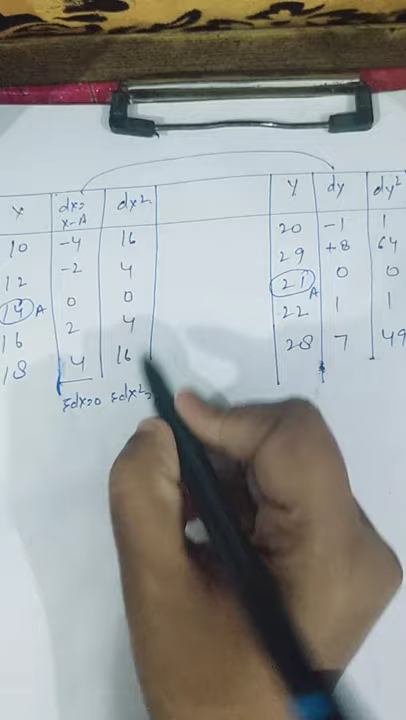 x dx= x-A dx² Y dy dy²
10 -4 16 20 -1 1
12 -2 4 29 +8 64
14 A 0 0 21 A 0 0
16 2 4 22 1 1
18 4 16 28 7 49
Σdx=0 Σdx²=